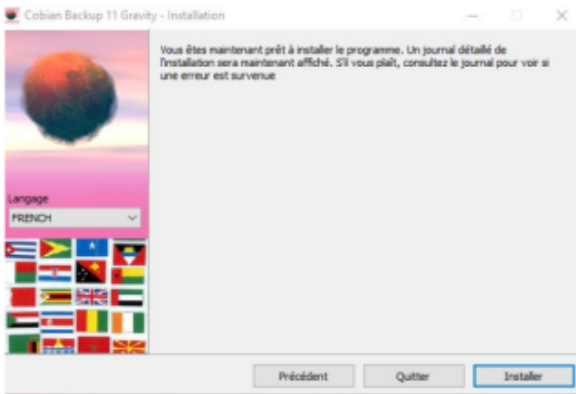 Cobian Backup 11 Gravity - Installation
Vous êtes maintenant prêt à installer le programme. Un journal détaillé de
l'installation sera maintenant affiché. S'il vous plaît, consultez le journal pour voir si
une erreur est survenue
Langage
FRENCH
Précédent
Quitter
Installer